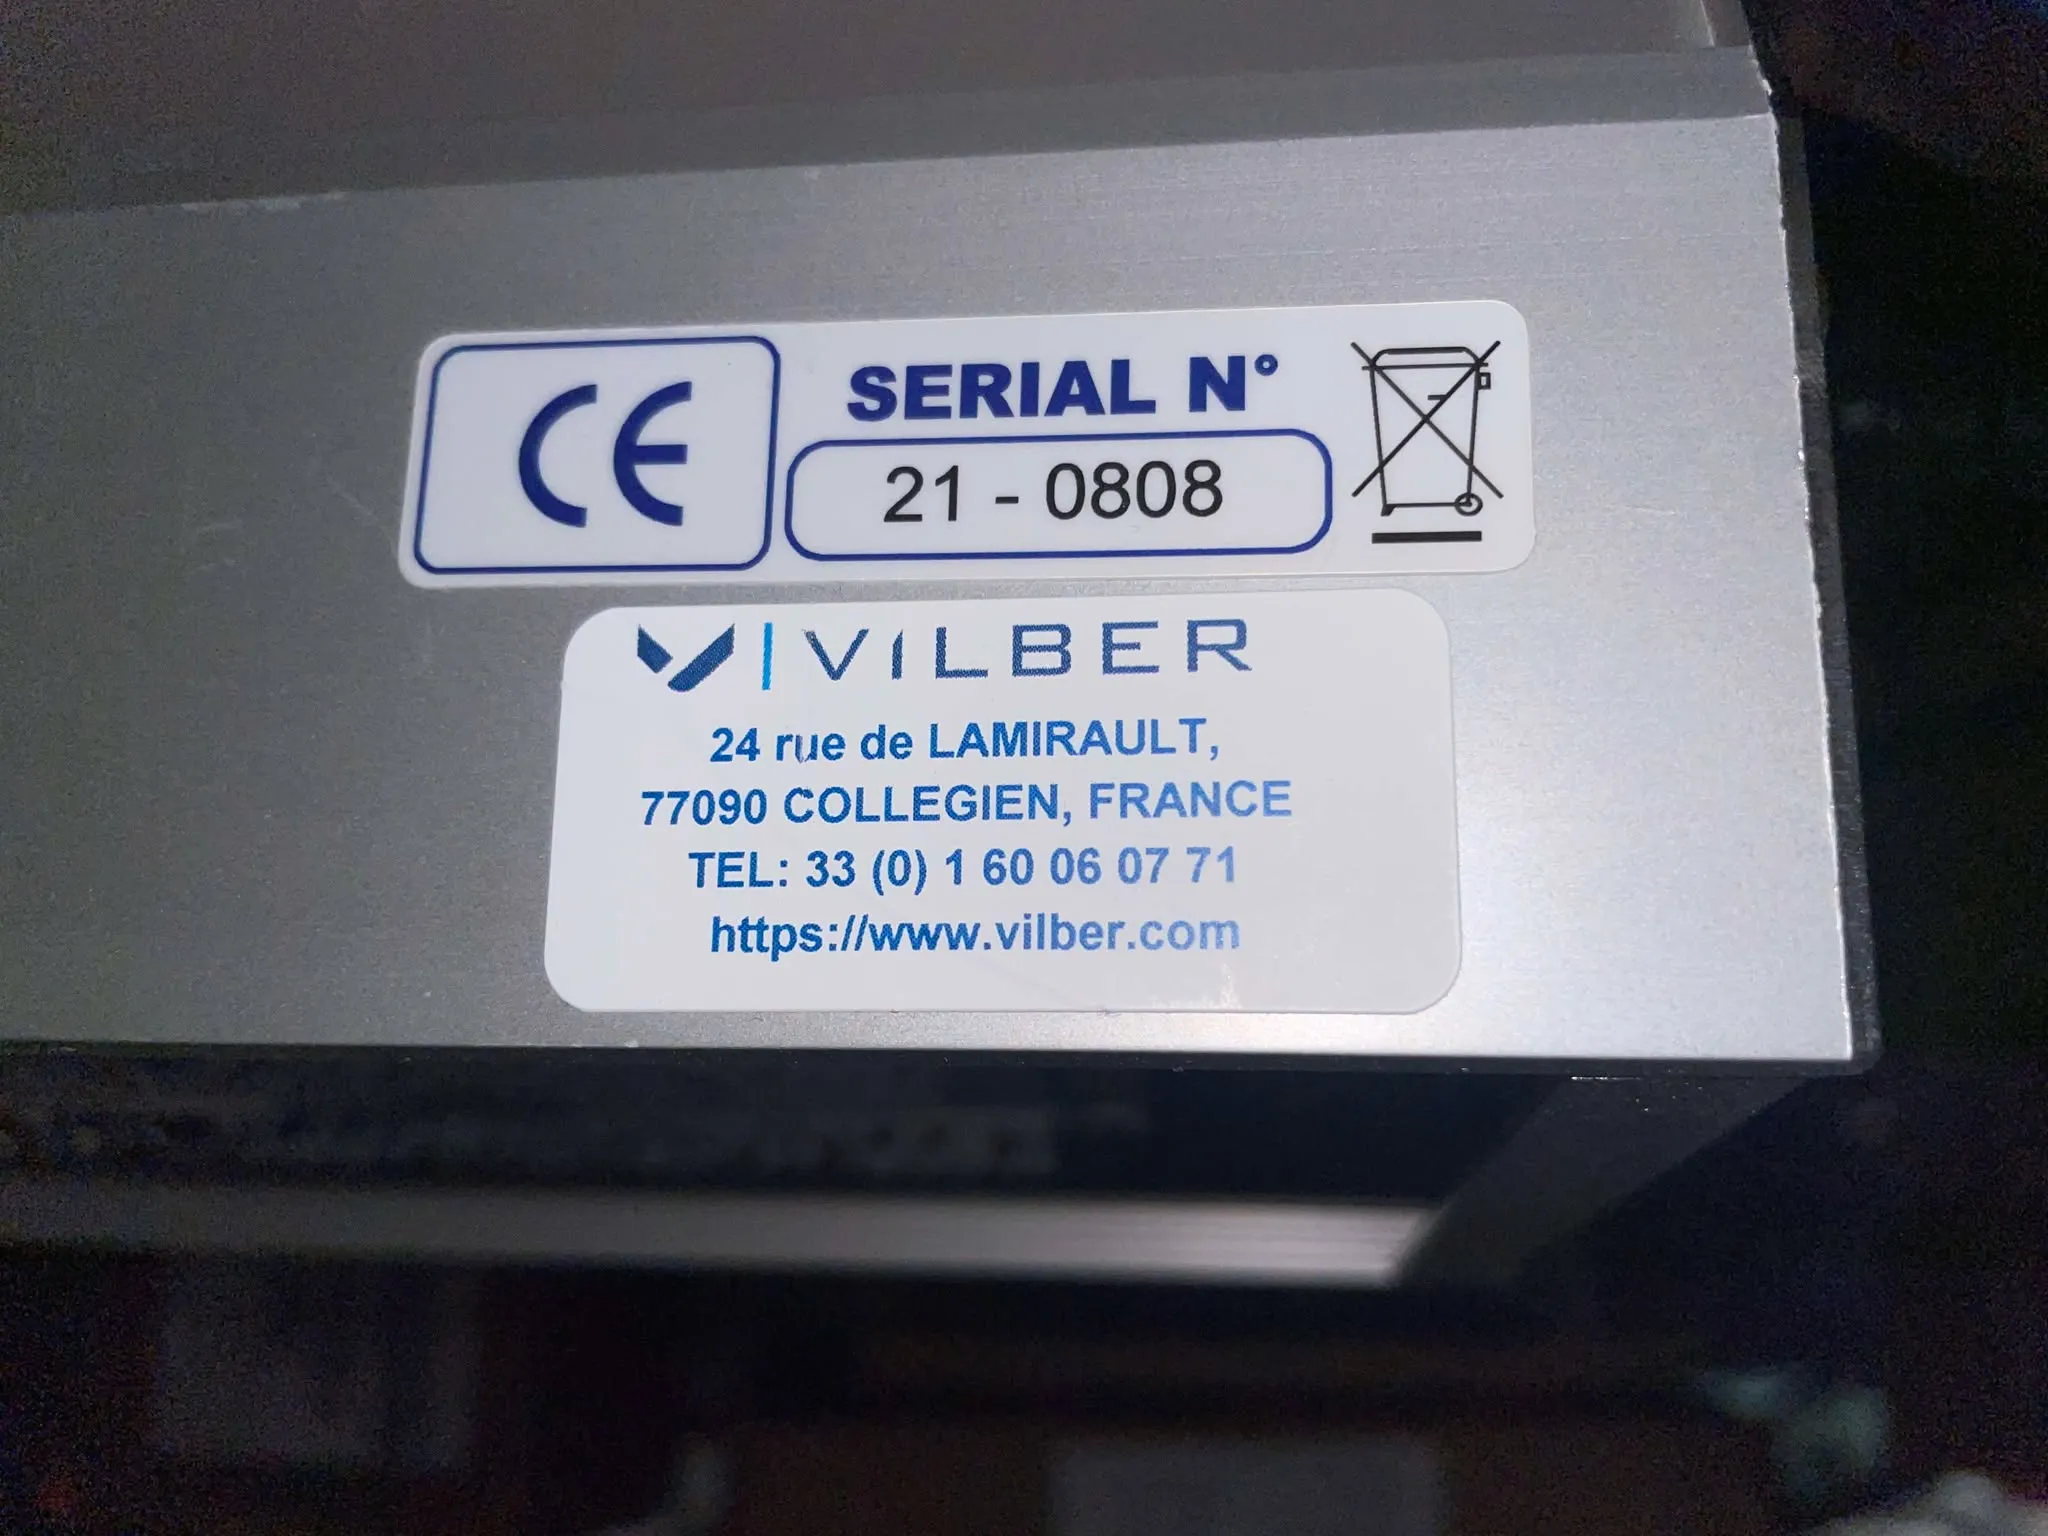 CE
SERIAL N°
21 - 0808
VILBER
24 rue de LAMIRAULT,
77090 COLLEGIEN, FRANCE
TEL: 33 (0) 1 60 06 07 71
https://www.vilber.com